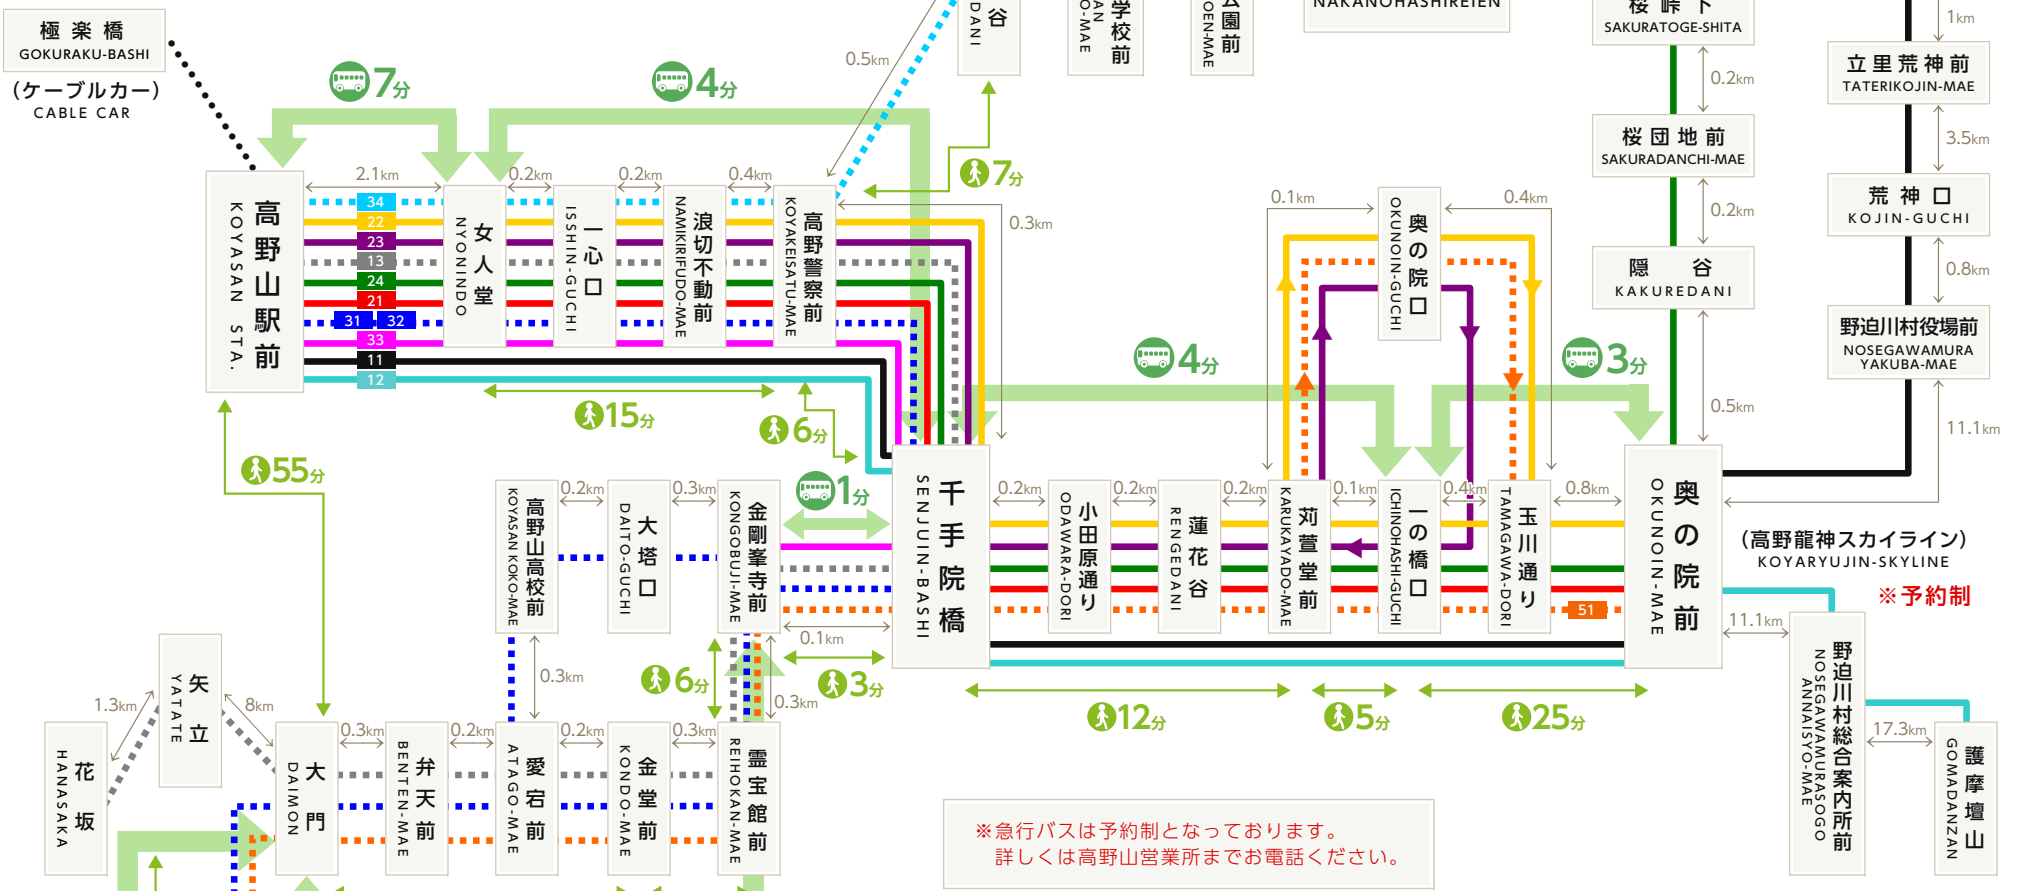 極楽橋
GOKURAKU-BASHI
(ケーブルカー)
CABLE CAR
7分
4分
0.5km
谷
DANI
学校前
公園前
OEN-MAE
NAKANOHASHIREIEN
桜峠下
SAKURATOGE-SHITA
0.2km
桜団地前
SAKURADANCHI-MAE
0.2km
隠谷
KAKUREDANI
0.5km
1km
立里荒神前
TATERIKOJIN-MAE
3.5km
荒神口
KOJIN-GUCHI
0.8km
野迫川村役場前
NOSEGAWAMURA
YAKUBA-MAE
11.1km
7分
0.3km
高野山駅前
KOYASAN STA.
2.1km
34
22
23
13
24
21
31 32
33
11
12
女人堂
NYONINDO
0.2km
一心口
ISSHIN-GUCHI
0.2km
浪切不動前
NAMIKIRIFUDO-MAE
0.4km
高野警察前
KOYAKEISATU-MAE
15分
6分
55分
0.1km
奥の院口
OKUNOIN-GUCHI
0.4km
4分
3分
高野山高校前
KOYASAN KOKO-MAE
0.2km
大塔口
DAITO-GUCHI
0.3km
金剛峯寺前
KONGOBUJI-MAE
1分
千手院橋
SENJUIN-BASHI
0.2km
小田原通り
ODAWARA-DORI
0.2km
蓮花谷
RENGEDANI
0.2km
苅萱堂前
KARUKAYADO-MAE
0.1km
一の橋口
ICHINOHASHI-GUCHI
0.4km
玉川通り
TAMAGAWA-DORI
0.8km
51
奥の院前
OKUNOIN-MAE
(高野龍神スカイライン)
KOYARYUJIN-SKYLINE
※予約制
11.1km
野迫川村総合案内所前
NOSEGAWAMURASOGO
ANNAISYO-MAE
17.3km
護摩壇山
GOMADANZAN
0.1km
3分
6分
0.3km
0.3km
12分
5分
25分
花坂
HANASAKA
1.3km
矢立
YATATE
8km
大門
DAIMON
0.3km
弁天前
BENTEN-MAE
0.2km
愛宕前
ATAGO-MAE
0.2km
金堂前
KONDO-MAE
0.3km
霊宝館前
REIHOKAN-MAE
※急行バスは予約制となっております。
詳しくは高野山営業所までお電話ください。